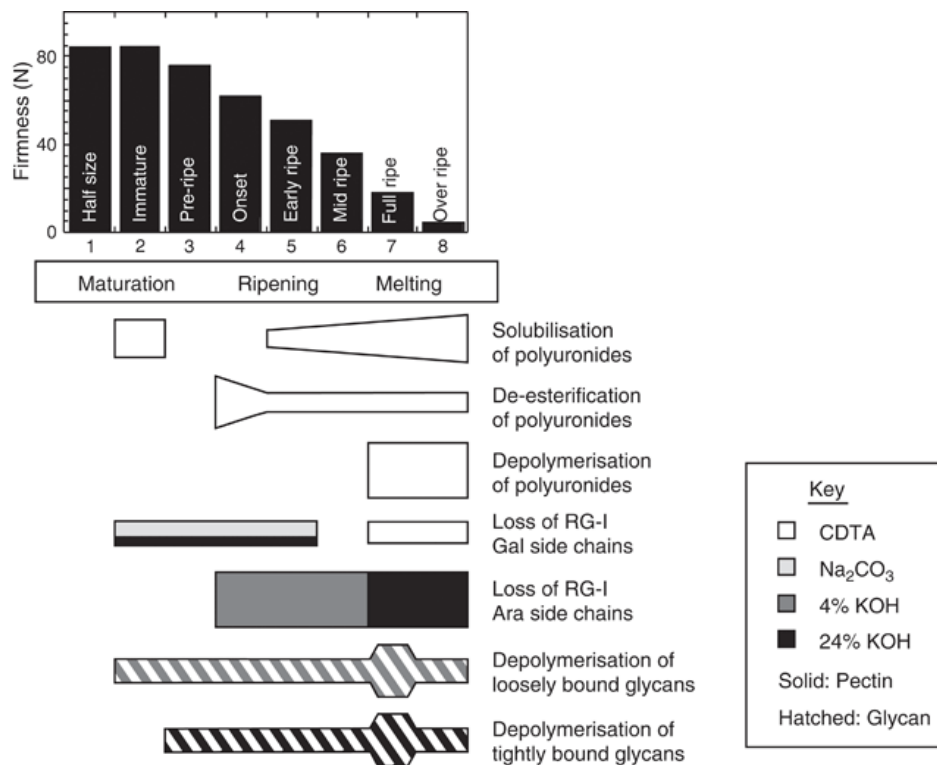 Firmness (N)
80
40
0
Half size
Immature
Pre-ripe
Onset
Early ripe
Mid ripe
Full ripe
Over ripe
1 2 3 4 5 6 7 8
Maturation Ripening Melting
Solubilisation
of polyuronides
De-esterification
of polyuronides
Depolymerisation
of polyuronides
Loss of RG-I
Gal side chains
Loss of RG-I
Ara side chains
Depolymerisation of
loosely bound glycans
Depolymerisation of
tightly bound glycans
Key
CDTA
Na₂CO₃
4% KOH
24% KOH
Solid: Pectin
Hatched: Glycan